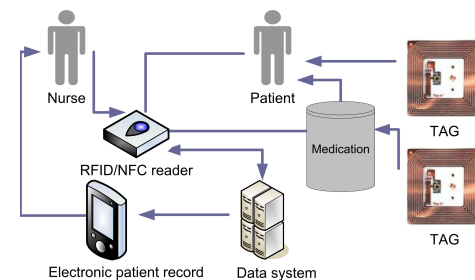 Nurse
Patient
TAG
Medication
RFID/NFC reader
TAG
Electronic patient record
Data system